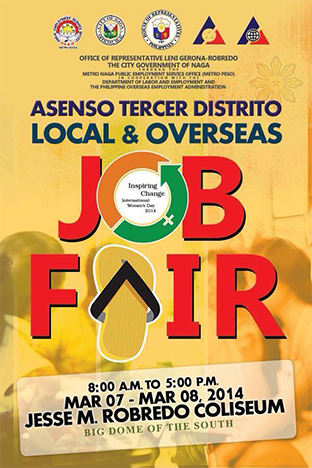 OFFICE OF REPRESENTATIVE LENI GERONA-ROBREDO
THE CITY GOVERNMENT OF NAGA
THROUGH THE
METRO NAGA PUBLIC EMPLOYMENT SERVICE OFFICE (METRO PESO)
IN COOPERATION WITH THE
DEPARTMENT OF LABOR AND EMPLOYMENT AND
THE PHILIPPINE OVERSEAS EMPLOYMENT ADMINISTRATION
ASENSO TERCER DISTRITO
LOCAL & OVERSEAS
JOB
Inspiring
Change
International
Women's Day
2014
FAIR
8:00 A.M. TO 5:00 P.M.
MAR 07 - MAR 08, 2014
JESSE M. ROBREDO COLISEUM
BIG DOME OF THE SOUTH